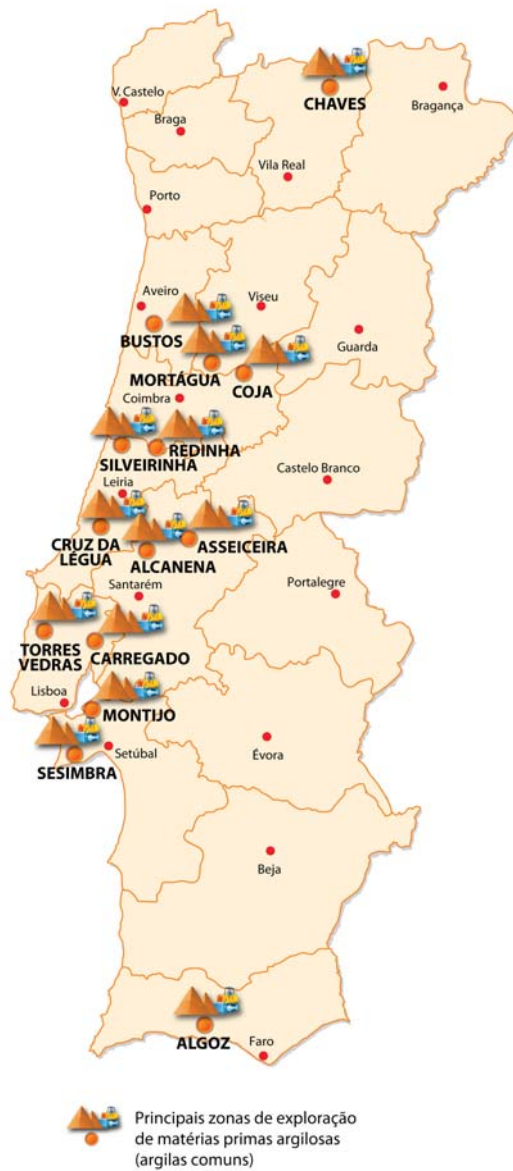 CHAVES
V. Castelo
Bragança
Braga
Vila Real
Porto
Aveiro
Viseu
BUSTOS
Guarda
MORTÁGUA
COJA
Coimbra
REDINHA
SILVEIRINHA
Castelo Branco
Leiria
CRUZ DA
LÉGUA
ASSEICEIRA
ALCANENA
Santarém
Portalegre
TORRES
VEDRAS
CARREGADO
Lisboa
MONTIJO
Setúbal
Évora
SESIMBRA
Beja
ALGOZ
Faro
Principais zonas de exploração
de matérias primas argilosas
(argilas comuns)